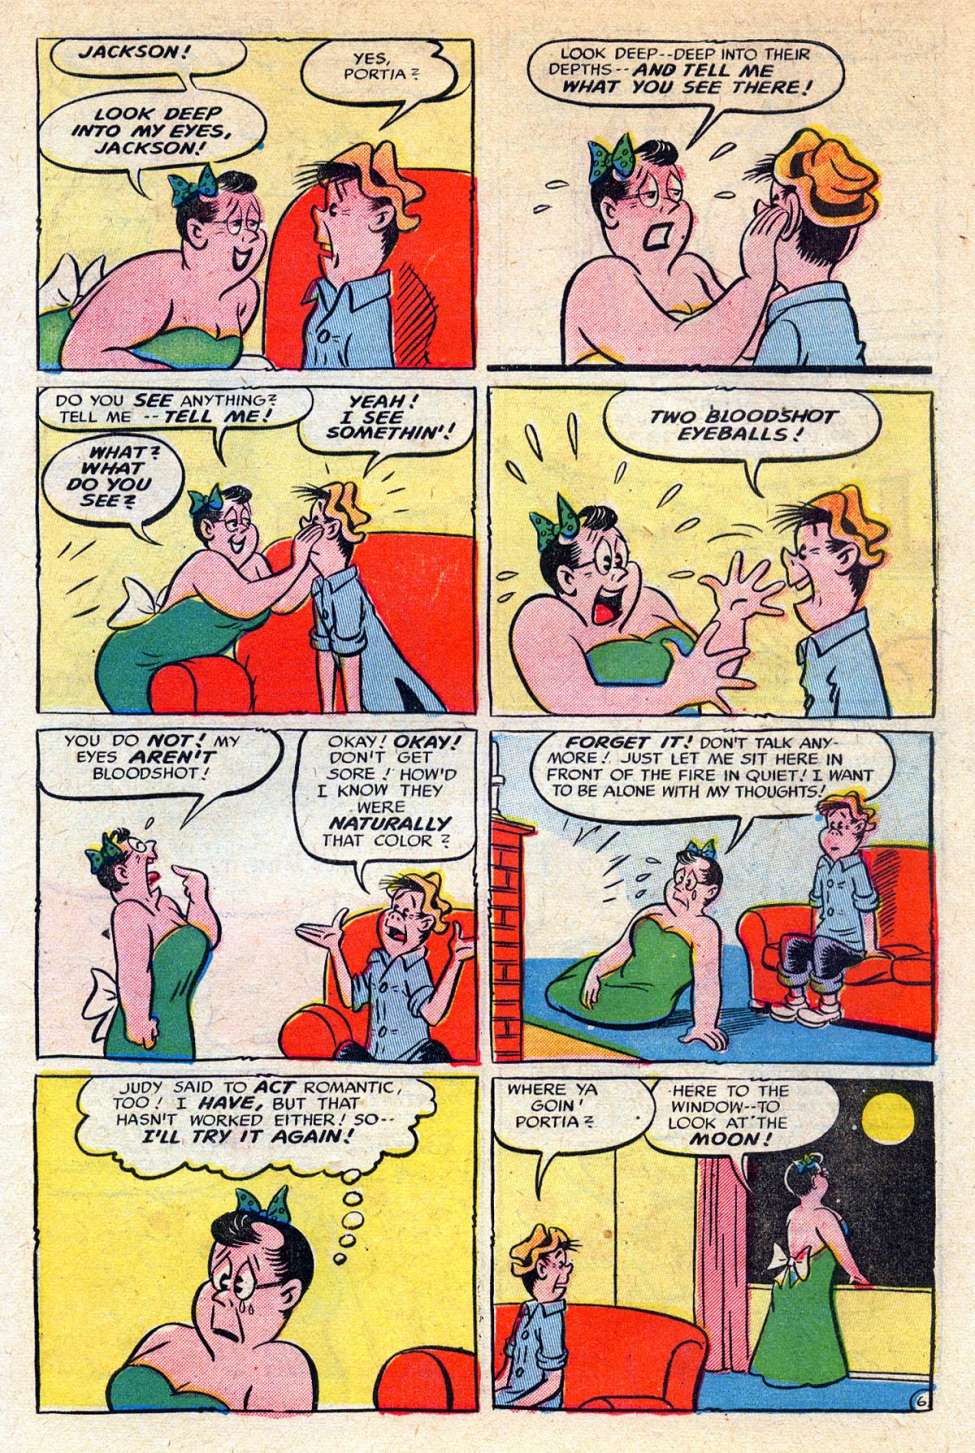 JACKSON!
LOOK DEEP
INTO MY EYES,
JACKSON!
YES,
PORTIA?
LOOK DEEP--DEEP INTO THEIR
DEPTHS--AND TELL ME
WHAT YOU SEE THERE!
DO YOU SEE ANYTHING?
TELL ME -- TELL ME!
WHAT?
WHAT
DO YOU
SEE?
YEAH!
I SEE
SOMETHIN'!
TWO BLOODSHOT
EYEBALLS!
YOU DO NOT! MY
EYES AREN'T
BLOODSHOT!
OKAY! OKAY!
DON'T GET
SORE! HOW'D
I KNOW THEY
WERE
NATURALLY
THAT COLOR?
FORGET IT! DON'T TALK ANY-
MORE! JUST LET ME SIT HERE IN
FRONT OF THE FIRE IN QUIET! I WANT
TO BE ALONE WITH MY THOUGHTS!
JUDY SAID TO ACT ROMANTIC,
TOO! I HAVE, BUT THAT
HASN'T WORKED EITHER! SO--
I'LL TRY IT AGAIN!
WHERE YA
GOIN'
PORTIA?
HERE TO THE
WINDOW--TO
LOOK AT THE
MOON!
6